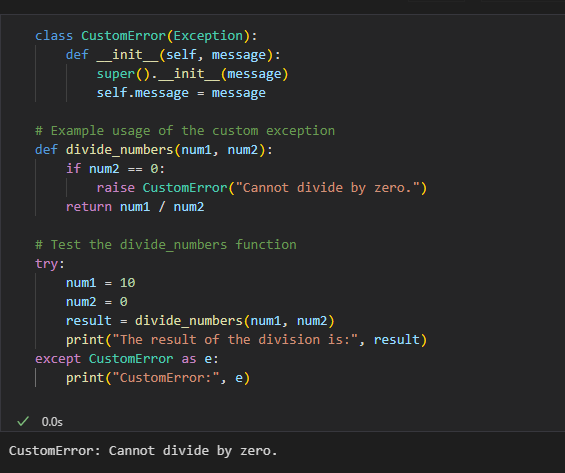 class CustomError(Exception):
    def __init__(self, message):
        super().__init__(message)
        self.message = message

# Example usage of the custom exception
def divide_numbers(num1, num2):
    if num2 == 0:
        raise CustomError("Cannot divide by zero.")
    return num1 / num2

# Test the divide_numbers function
try:
    num1 = 10
    num2 = 0
    result = divide_numbers(num1, num2)
    print("The result of the division is:", result)
except CustomError as e:
    print("CustomError:", e)
0.0s
CustomError: Cannot divide by zero.